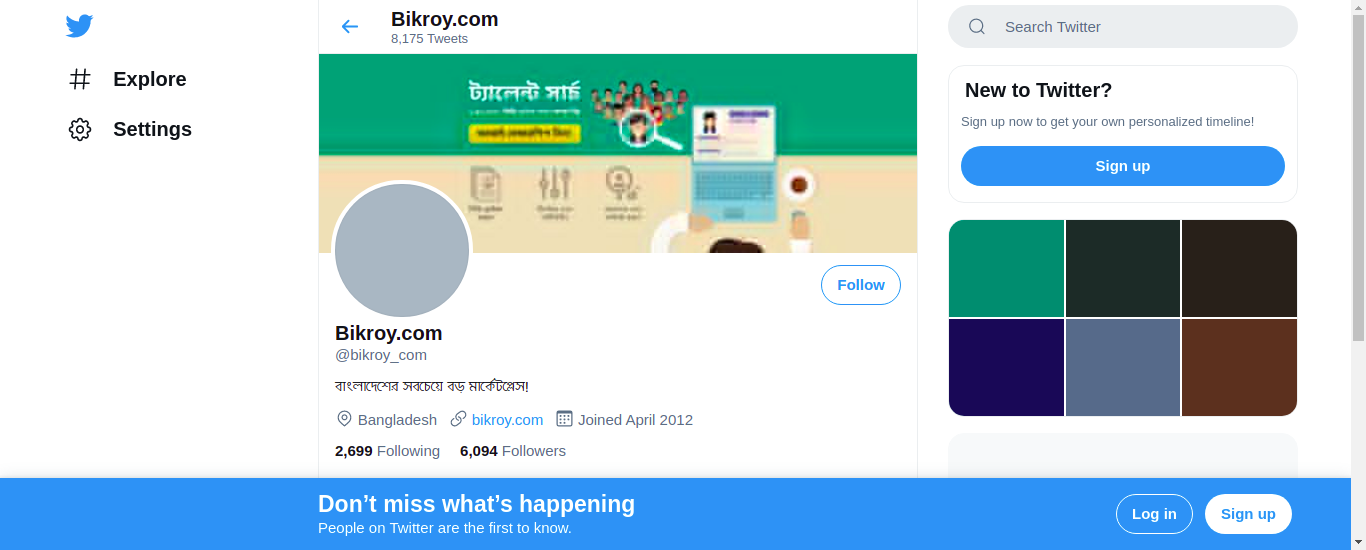 Bikroy.com
8,175 Tweets
Search Twitter
Explore
Settings
ট্যালেন্ট সার্চ
New to Twitter?
Sign up now to get your own personalized timeline!
Sign up
Follow
Bikroy.com
@bikroy_com
বাংলাদেশের সবচেয়ে বড় মার্কেটপ্লেস!
Bangladesh bikroy.com Joined April 2012
2,699 Following 6,094 Followers
Don’t miss what’s happening
People on Twitter are the first to know.
Log in
Sign up